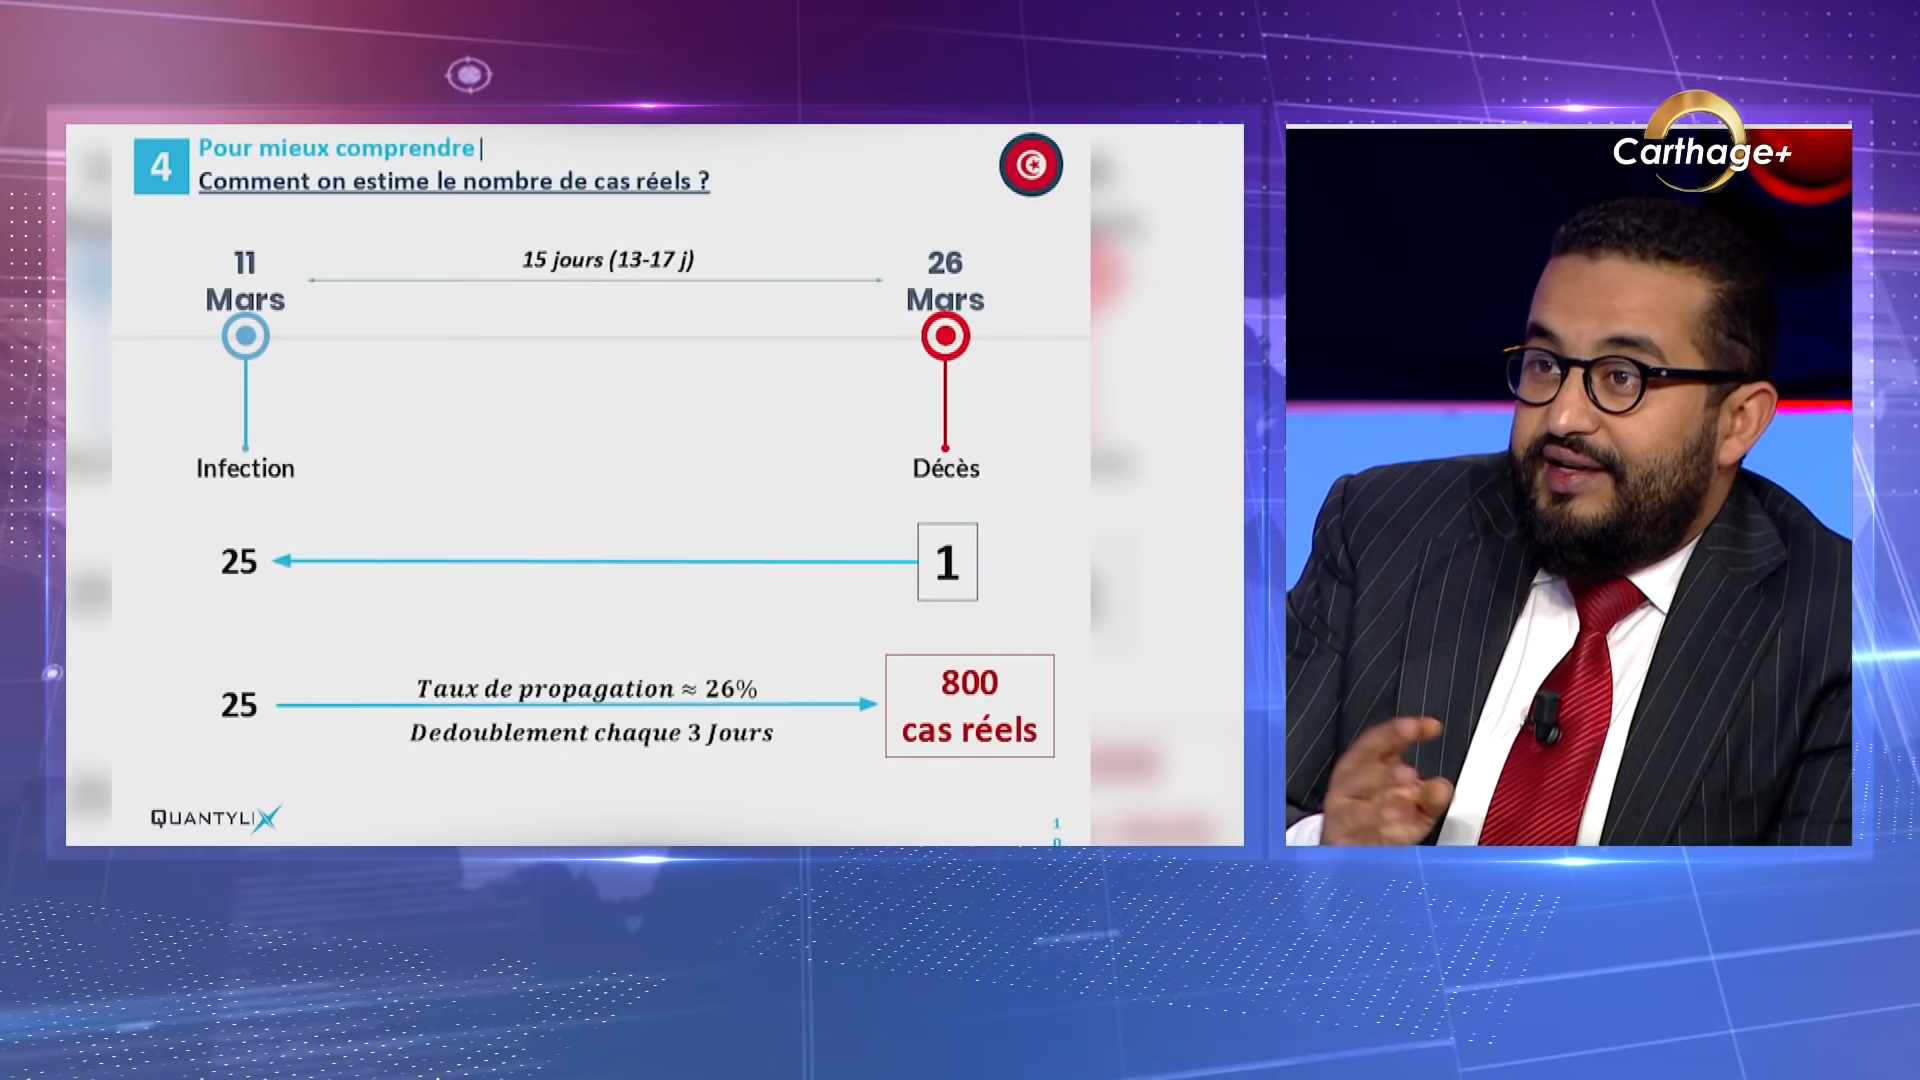 4
Pour mieux comprendre|
Comment on estime le nombre de cas réels ?
11
Mars
15 jours (13-17 j)
26
Mars
Infection
Décès
25
1
25
Taux de propagation ≈ 26%
Dedoublement chaque 3 Jours
800
cas réels
QUANTYLIX
1
0
Carthage+